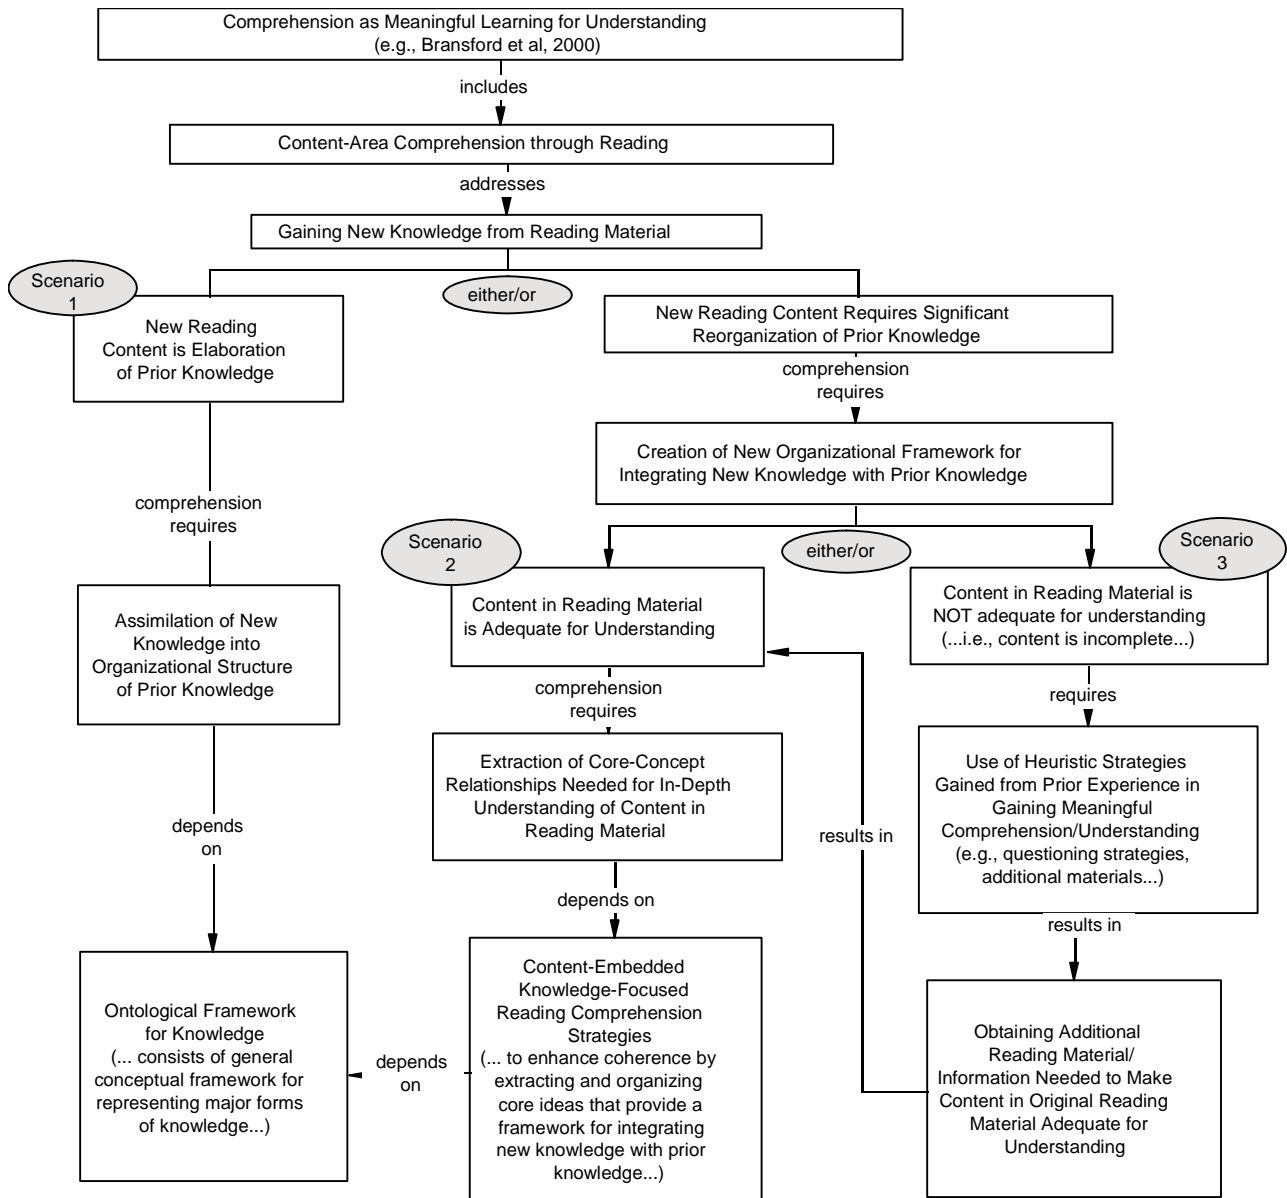 Comprehension as Meaningful Learning for Understanding
(e.g., Bransford et al, 2000)
includes
Content-Area Comprehension through Reading
addresses
Gaining New Knowledge from Reading Material
Scenario
1
either/or
New Reading
Content is Elaboration
of Prior Knowledge
New Reading Content Requires Significant
Reorganization of Prior Knowledge
comprehension
requires
Creation of New Organizational Framework for
Integrating New Knowledge with Prior Knowledge
comprehension
requires
Scenario
2
either/or
Scenario
3
Assimilation of New
Knowledge into
Organizational Structure
of Prior Knowledge
Content in Reading Material
is Adequate for Understanding
Content in Reading Material is
NOT adequate for understanding
(...i.e., content is incomplete...)
comprehension
requires
requires
Extraction of Core-Concept
Relationships Needed for In-Depth
Understanding of Content in
Reading Material
Use of Heuristic Strategies
Gained from Prior Experience in
Gaining Meaningful
Comprehension/Understanding
(e.g., questioning strategies,
additional materials...)
depends
on
results in
depends on
results in
Ontological Framework
for Knowledge
(... consists of general
conceptual framework for
representing major forms
of knowledge...)
depends
on
Content-Embedded
Knowledge-Focused
Reading Comprehension
Strategies
(... to enhance coherence by
extracting and organizing
core ideas that provide a
framework for integrating
new knowledge with prior
knowledge...)
Obtaining Additional
Reading Material/
Information Needed to Make
Content in Original Reading
Material Adequate for
Understanding